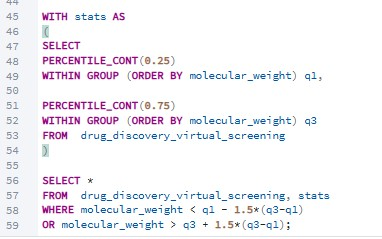 44
45 WITH stats AS
46 (
47 SELECT
48 PERCENTILE_CONT(0.25)
49 WITHIN GROUP (ORDER BY molecular_weight) q1,
50
51 PERCENTILE_CONT(0.75)
52 WITHIN GROUP (ORDER BY molecular_weight) q3
53 FROM drug_discovery_virtual_screening
54 )
55
56 SELECT *
57 FROM drug_discovery_virtual_screening, stats
58 WHERE molecular_weight < q1 - 1.5*(q3-q1)
59 OR molecular_weight > q3 + 1.5*(q3-q1);